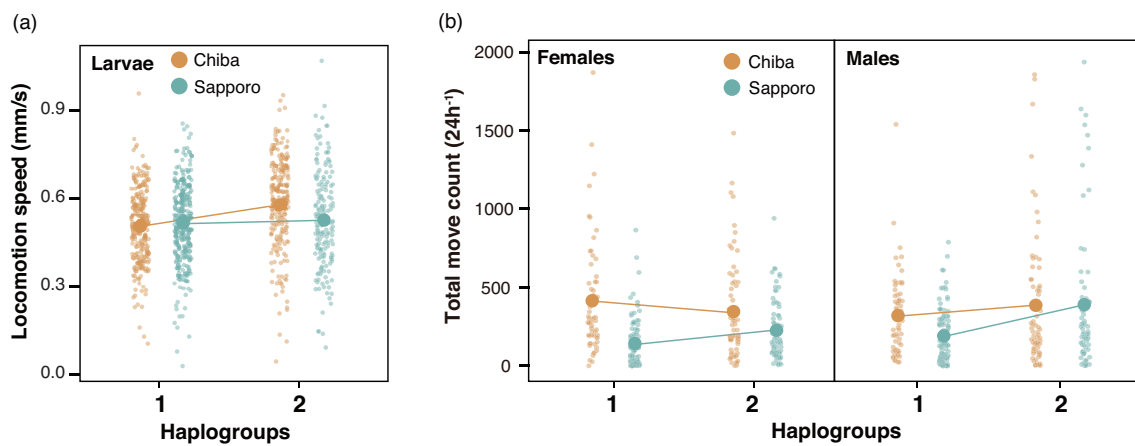 (a)
Larvae
Chiba
Sapporo
Locomotion speed (mm/s)
0.9
0.6
0.3
0.0
1 2
Haplogroups
(b)
Females
Chiba
Sapporo
Males
Total move count (24h⁻¹)
2000
1500
1000
500
0
1 2 1 2
Haplogroups Haplogroups